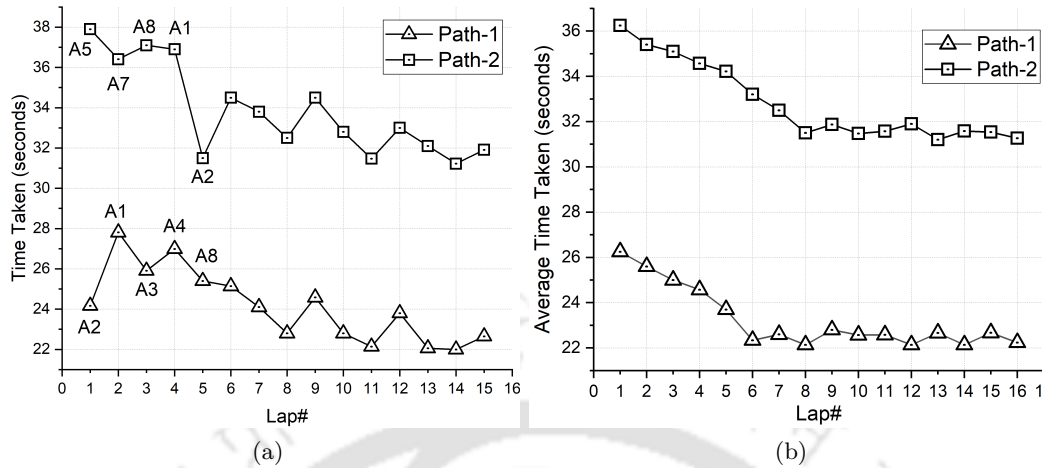 38
36
34
32
30
28
26
24
22
Time Taken (seconds)
A5
A7
A8
A1
A2
A1
A2
A3
A4
A8
Path-1
Path-2
0 1 2 3 4 5 6 7 8 9 10 11 12 13 14 15 16
Lap#
(a)
38
36
34
32
30
28
26
24
22
Average Time Taken (seconds)
Path-1
Path-2
0 1 2 3 4 5 6 7 8 9 10 11 12 13 14 15 16 1
Lap#
(b)